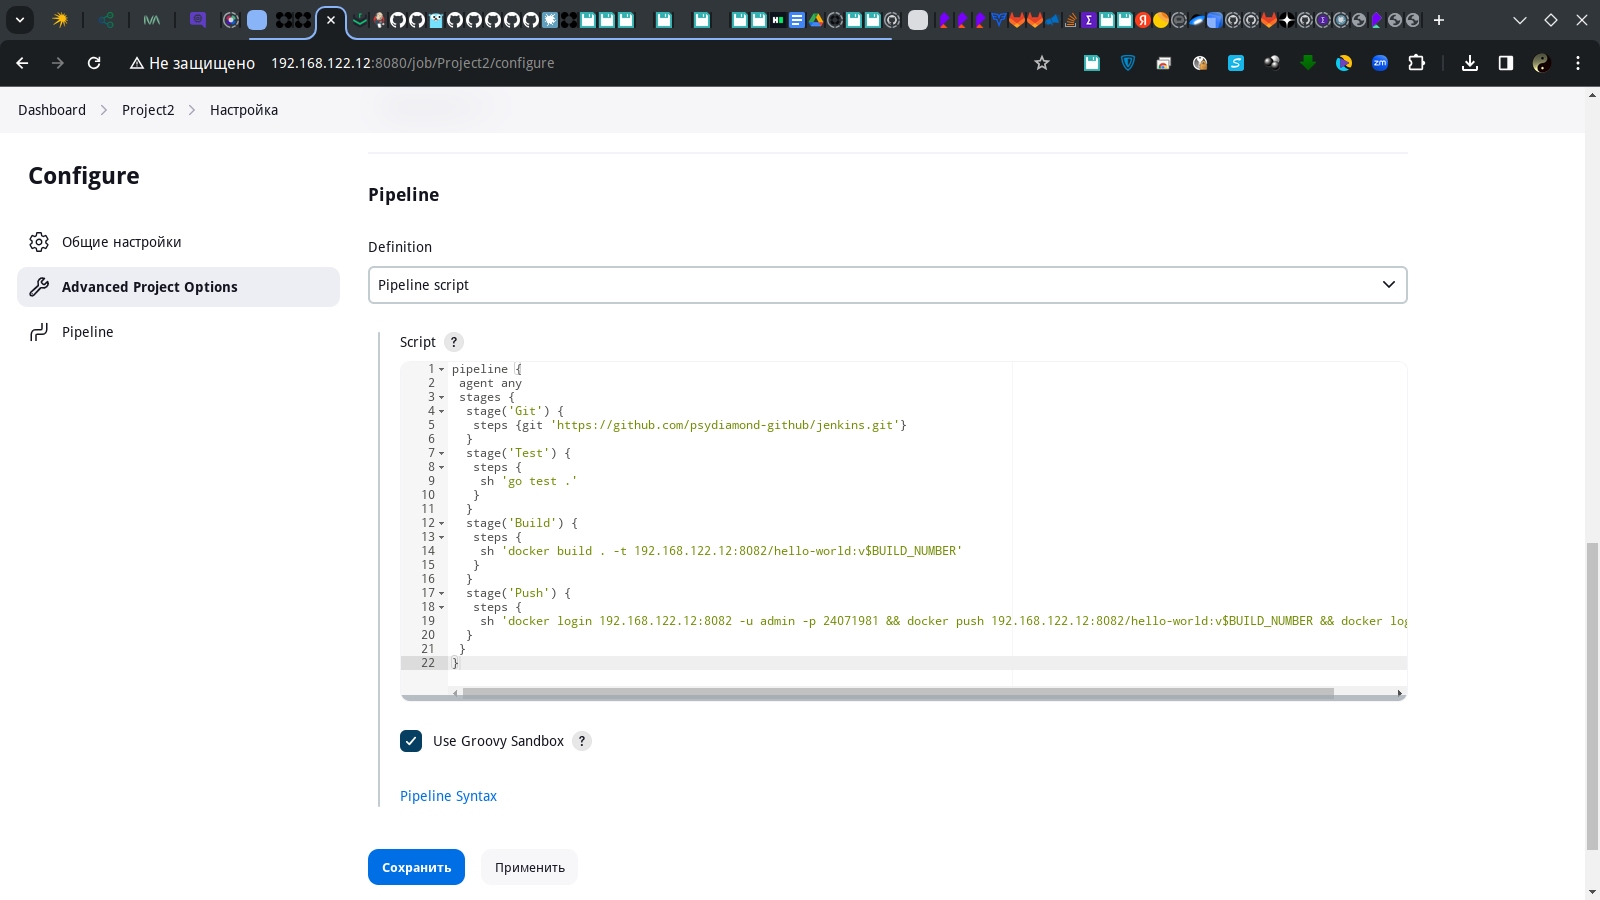 Не защищено 192.168.122.12:8080/job/Project2/configure
Dashboard Project2 Настройка
Configure
Общие настройки
Advanced Project Options
Pipeline
Pipeline
Definition
Pipeline script
Script ?
1 pipeline {
2 agent any
3 stages {
4 stage('Git') {
5 steps {git 'https://github.com/psydiamond-github/jenkins.git'}
6 }
7 stage('Test') {
8 steps {
9 sh 'go test .'
10 }
11 }
12 stage('Build') {
13 steps {
14 sh 'docker build . -t 192.168.122.12:8082/hello-world:v$BUILD_NUMBER'
15 }
16 }
17 stage('Push') {
18 steps {
19 sh 'docker login 192.168.122.12:8082 -u admin -p 24071981 && docker push 192.168.122.12:8082/hello-world:v$BUILD_NUMBER && docker log
20 }
21 }
22 }
Use Groovy Sandbox ?
Pipeline Syntax
Сохранить Применить